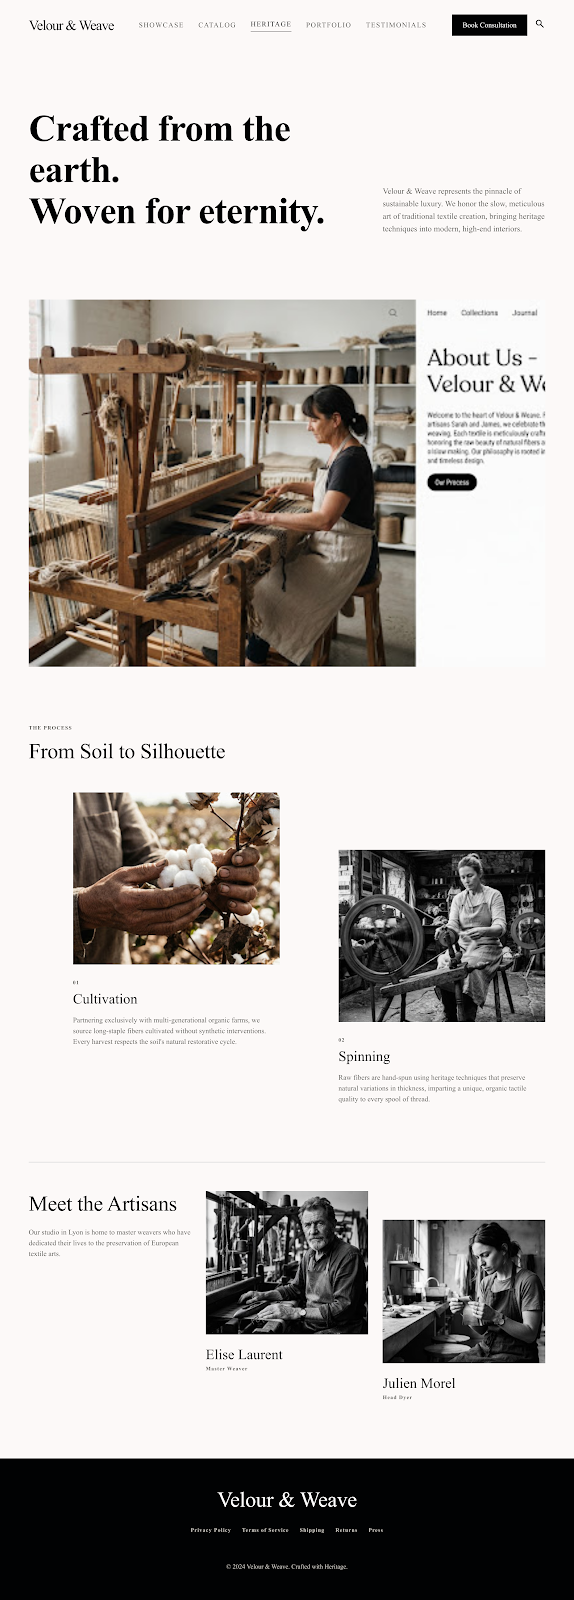 Velour & Weave
SHOWCASE
CATALOG
HERITAGE
PORTFOLIO
TESTIMONIALS
Book Consultation
Crafted from the
earth.
Woven for eternity.
Velour & Weave represents the pinnacle of
sustainable luxury. We honor the slow, meticulous
art of traditional textile creation, bringing heritage
techniques into modern, high-end interiors.
Home
Collections
Journal
About Us –
Velour & We
Welcome to the heart of Velour & Weave.
artisans Sarah and James, we celebrate th
weaving. Each textile is meticulously crafte
honoring the raw beauty of natural fibers a
slow making. Our philosophy is rooted in
and timeless design.
Our Process
THE PROCESS
From Soil to Silhouette
01
Cultivation
Partnering exclusively with multi-generational organic farms, we
source long-staple fibers cultivated without synthetic interventions.
Every harvest respects the soil's natural restorative cycle.
02
Spinning
Raw fibers are hand-spun using heritage techniques that preserve
natural variations in thickness, imparting a unique, organic tactile
quality to every spool of thread.
Meet the Artisans
Our studio in Lyon is home to master weavers who have
dedicated their lives to the preservation of European
textile arts.
Elise Laurent
Master Weaver
Julien Morel
Head Dyer
Velour & Weave
Privacy Policy
Terms of Service
Shipping
Returns
Press
© 2024 Velour & Weave. Crafted with Heritage.